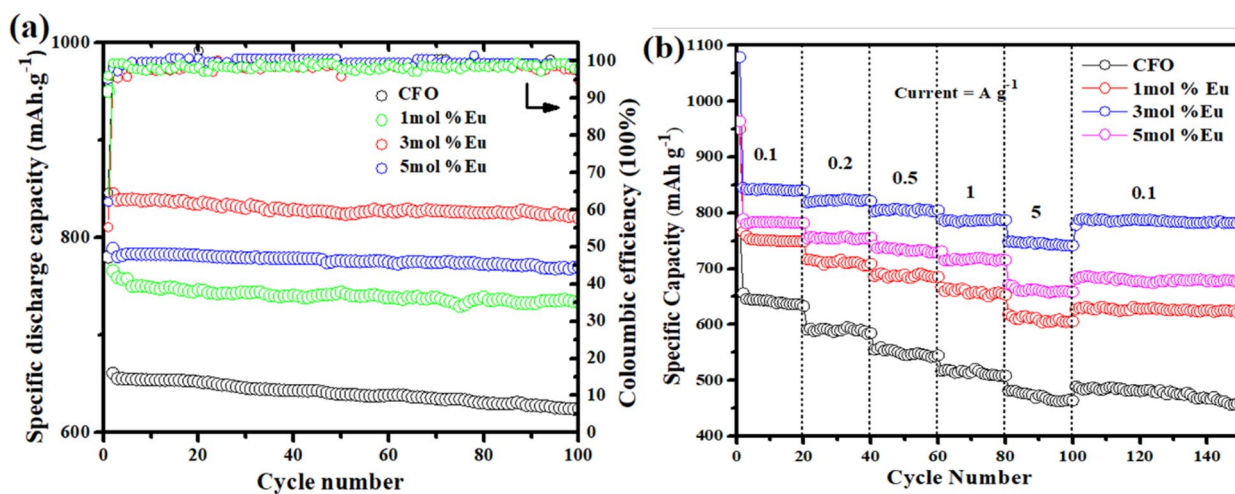 (a)
1000
800
600
Specific discharge capacity (mAh.g-1)
0 20 40 60 80 100
Cycle number
100
90
80
70
60
50
40
30
20
10
0
Coloumbic efficiency (100%)
CFO
1mol %Eu
3mol %Eu
5mol %Eu
(b)
1100
1000
900
800
700
600
500
400
Specific Capacity (mAh g-1)
0 20 40 60 80 100 120 140
Cycle Number
CFO
1mol % Eu
3mol %Eu
5mol %Eu
Current = A g-1
0.1
0.2
0.5
1
5
0.1